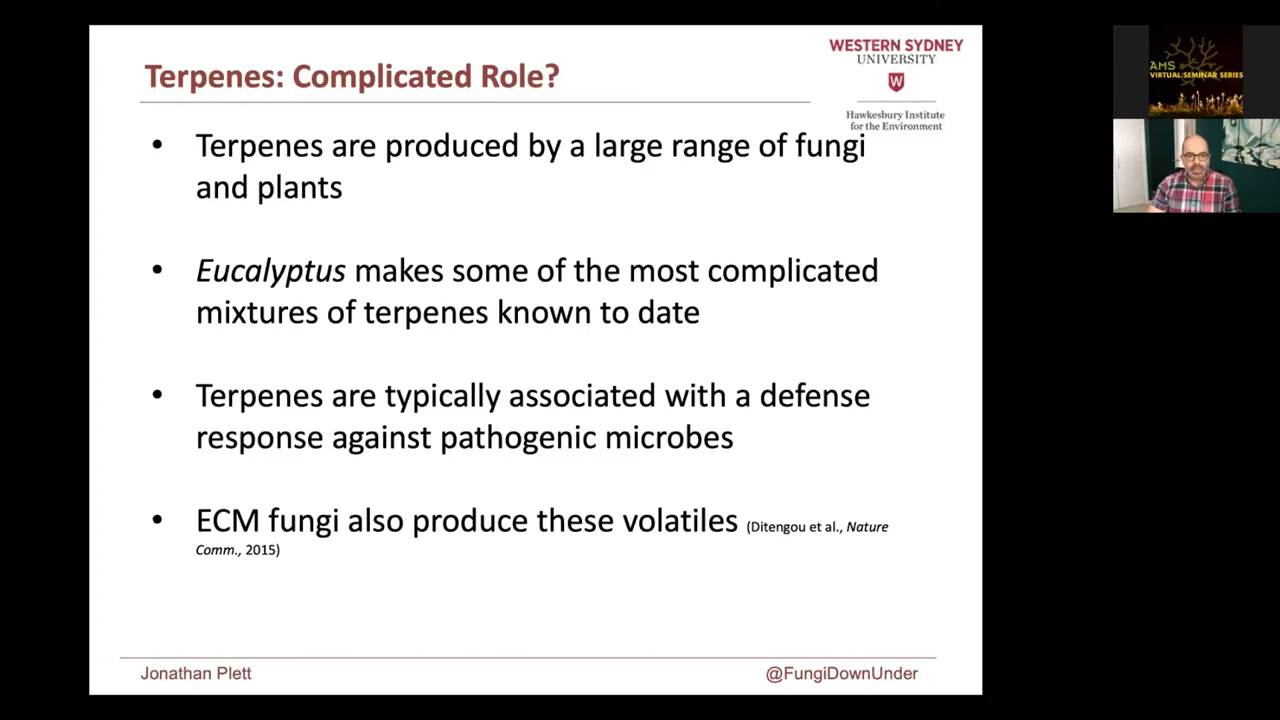 Terpenes: Complicated Role?
WESTERN SYDNEY
UNIVERSITY
W
Hawkesbury Institute
for the Environment
• Terpenes are produced by a large range of fungi
and plants
• Eucalyptus makes some of the most complicated
mixtures of terpenes known to date
• Terpenes are typically associated with a defense
response against pathogenic microbes
• ECM fungi also produce these volatiles (Ditengou et al., Nature
Comm., 2015)
Jonathan Plett
@FungiDownUnder
AMS
VIRTUAL SEMINAR SERIES